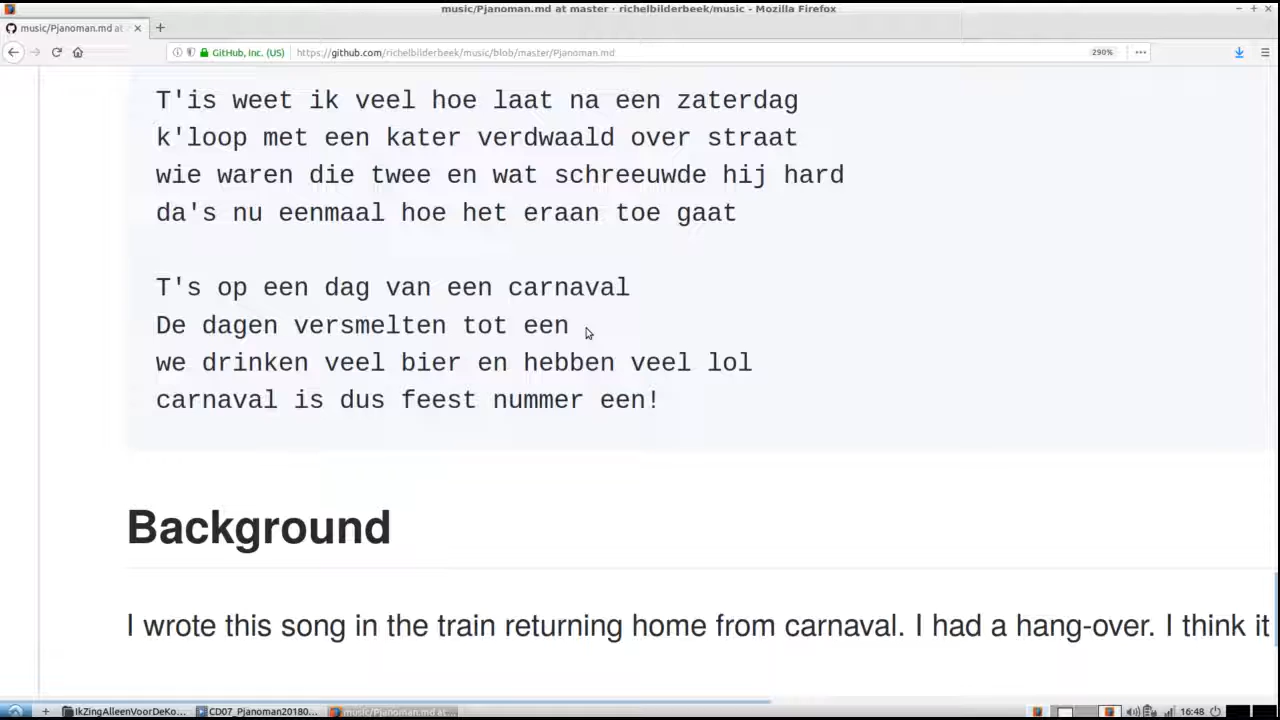 music/Pjanoman.md at master · richelbilderbeek/music - Mozilla Firefox
music/Pjanoman.md at
GitHub, Inc. (US)
https://github.com/richelbilderbeek/music/blob/master/Pjanoman.md
290%
T'is weet ik veel hoe laat na een zaterdag
k'loop met een kater verdwaald over straat
wie waren die twee en wat schreeuwde hij hard
da's nu eenmaal hoe het eraan toe gaat
T's op een dag van een carnaval
De dagen versmelten tot een
we drinken veel bier en hebben veel lol
carnaval is dus feest nummer een!
Background
I wrote this song in the train returning home from carnaval. I had a hang-over. I think it
IkZingAlleenVoorDeKo...
CD07_Pjanoman20180...
music/Pjanoman.md at...
16:48